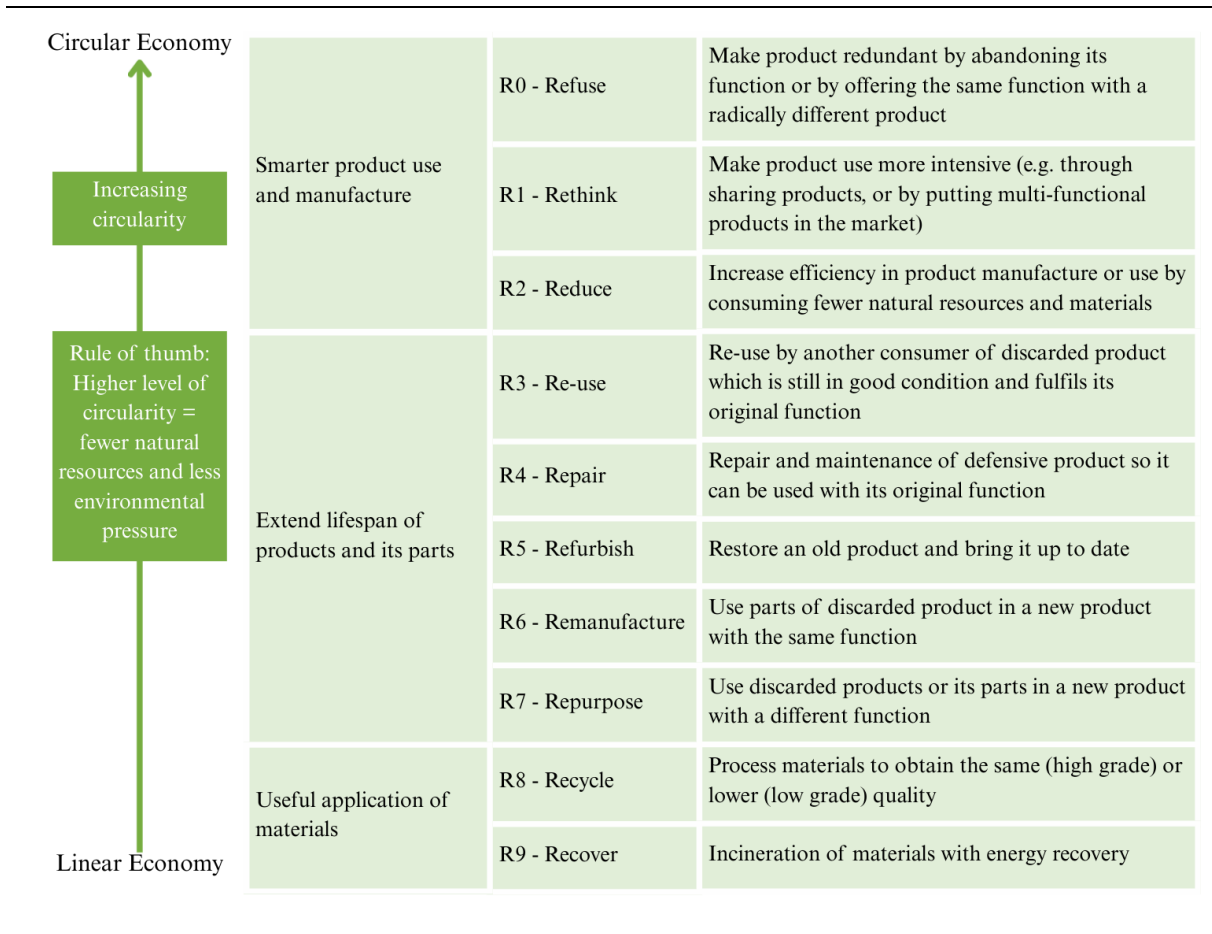 Circular Economy
Increasing
circularity
Rule of thumb:
Higher level of
circularity =
fewer natural
resources and less
environmental
pressure
Linear Economy
Smarter product use
and manufacture
R0 - Refuse
Make product redundant by abandoning its
function or by offering the same function with a
radically different product
R1 - Rethink
Make product use more intensive (e.g. through
sharing products, or by putting multi-functional
products in the market)
R2 - Reduce
Increase efficiency in product manufacture or use by
consuming fewer natural resources and materials
Extend lifespan of
products and its parts
R3 - Re-use
Re-use by another consumer of discarded product
which is still in good condition and fulfils its
original function
R4 - Repair
Repair and maintenance of defensive product so it
can be used with its original function
R5 - Refurbish
Restore an old product and bring it up to date
R6 - Remanufacture
Use parts of discarded product in a new product
with the same function
R7 - Repurpose
Use discarded products or its parts in a new product
with a different function
Useful application of
materials
R8 - Recycle
Process materials to obtain the same (high grade) or
lower (low grade) quality
R9 - Recover
Incineration of materials with energy recovery